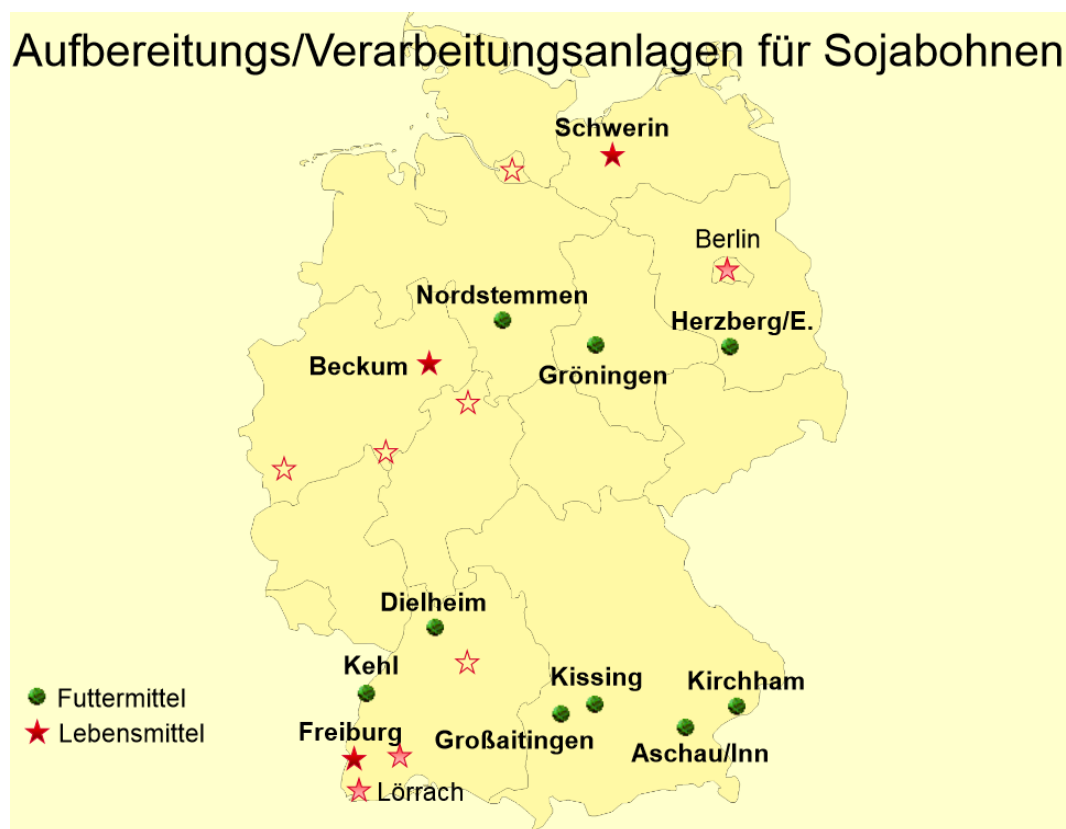 Aufbereitungs/Verarbeitungsanlagen für Sojabohnen
Schwerin
Berlin
Nordstemmen
Herzberg/E.
Beckum
Gröningen
Dielheim
Kehl
Kissing
Kirchham
Futtermittel
Lebensmittel
Freiburg
Großaitingen
Aschau/Inn
Lörrach